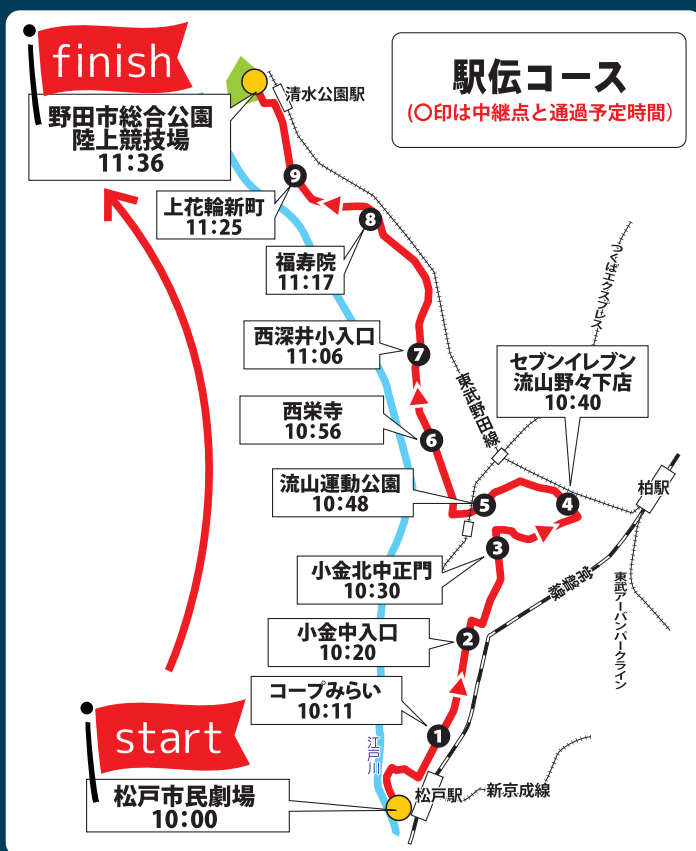 finish
野田市総合公園
陸上競技場
11:36
駅伝コース
(〇印は中継点と通過予定時間)
清水公園駅
9
上花輪新町
11:25
8
福寿院
11:17
つくばエクスプレス
西深井小入口
11:06
7
東武野田線
セブンイレブン
流山野々下店
10:40
西栄寺
10:56
6
流山運動公園
10:48
5
4
柏駅
3
小金北中正門
10:30
常磐線
東武アーバンパークライン
小金中入口
10:20
2
コープみらい
10:11
1
start
江戸川
松戸市民劇場
10:00
松戸駅
新京成線